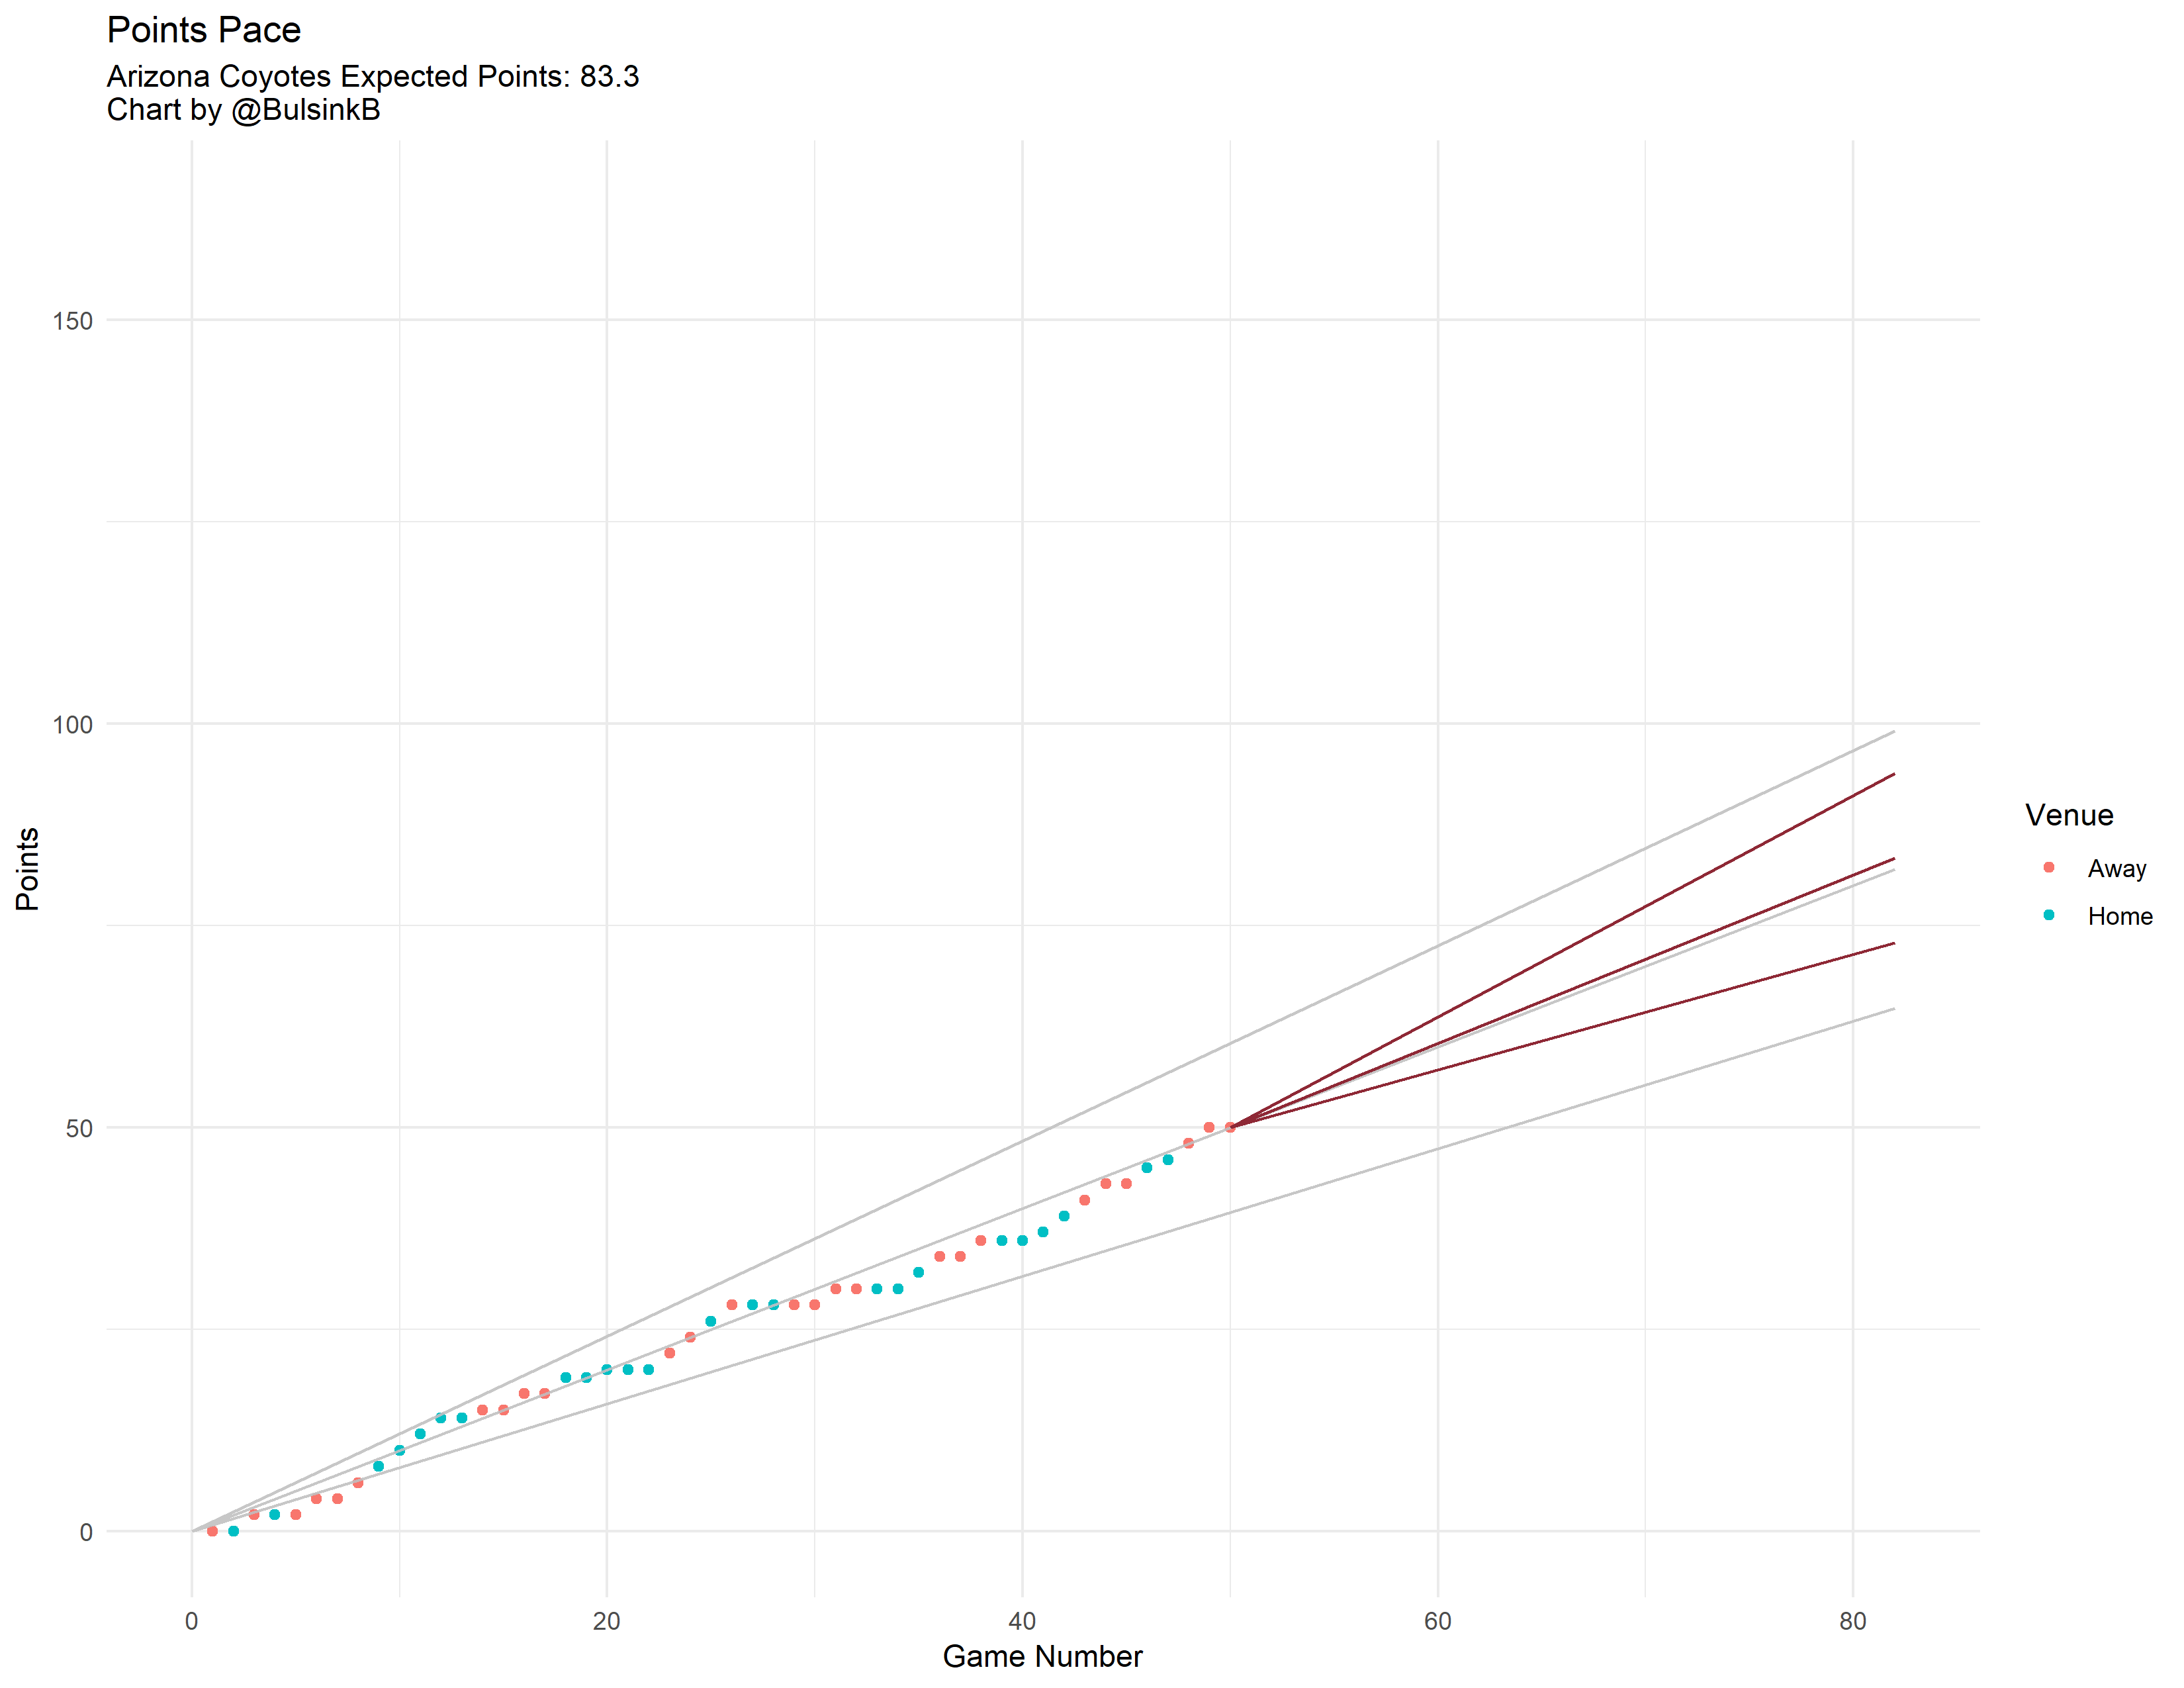 Points Pace
Arizona Coyotes Expected Points: 83.3
Chart by @BulsinkB
150
100
50
0
Points
0 20 40 60 80
Game Number
Venue
Away
Home